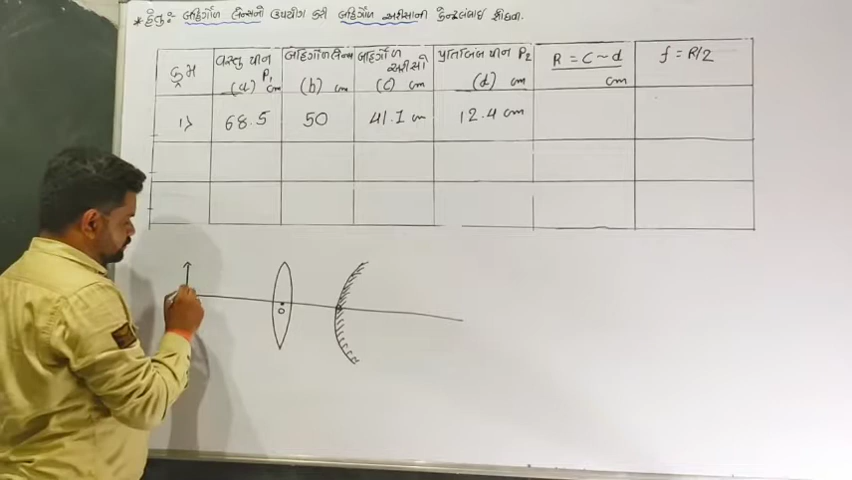 * હેતુ : બહિર્ગોળ લેન્સનો ઉપયોગ કરી બહિર્ગોળ અરીસાની કેન્દ્રલંબાઇ શોધવી.
ક્રમ
વસ્તુ પીન P₁ (a) cm
બહિર્ગોળ લેન્સ (b) cm
બહિર્ગોળ અરીસો (c) cm
પ્રતિબિંબ પીન P₂ (d) cm
R = C ~ d cm
f = R/2
1> 68.5 50 41.1 cm 12.4 cm
O